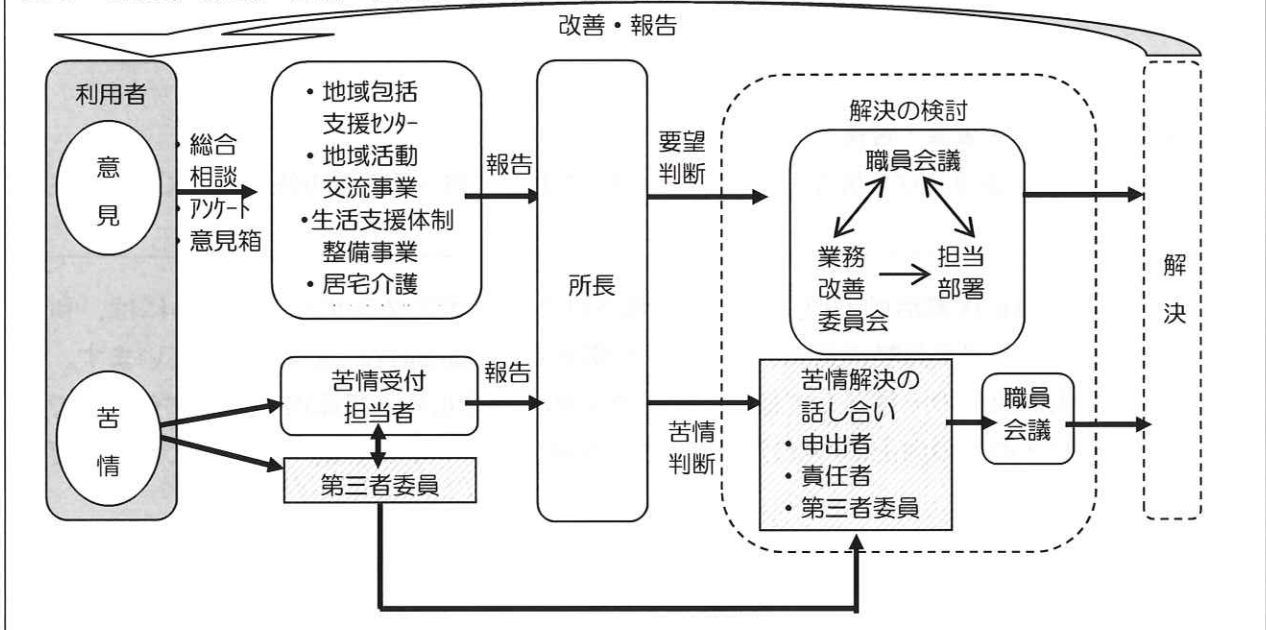 改善・報告
利用者
意
見
・総合
相談
・アンケート
・意見箱
・地域包括
支援センター
・地域活動
交流事業
・生活支援体制
整備事業
・居宅介護
報告
所長
要望
判断
解決の検討
職員会議
業務
改善
委員会
担当
部署
解
決
苦
情
苦情受付
担当者
第三者委員
報告
苦情
判断
苦情解決の
話し合い
・申出者
・責任者
・第三者委員
職員
会議